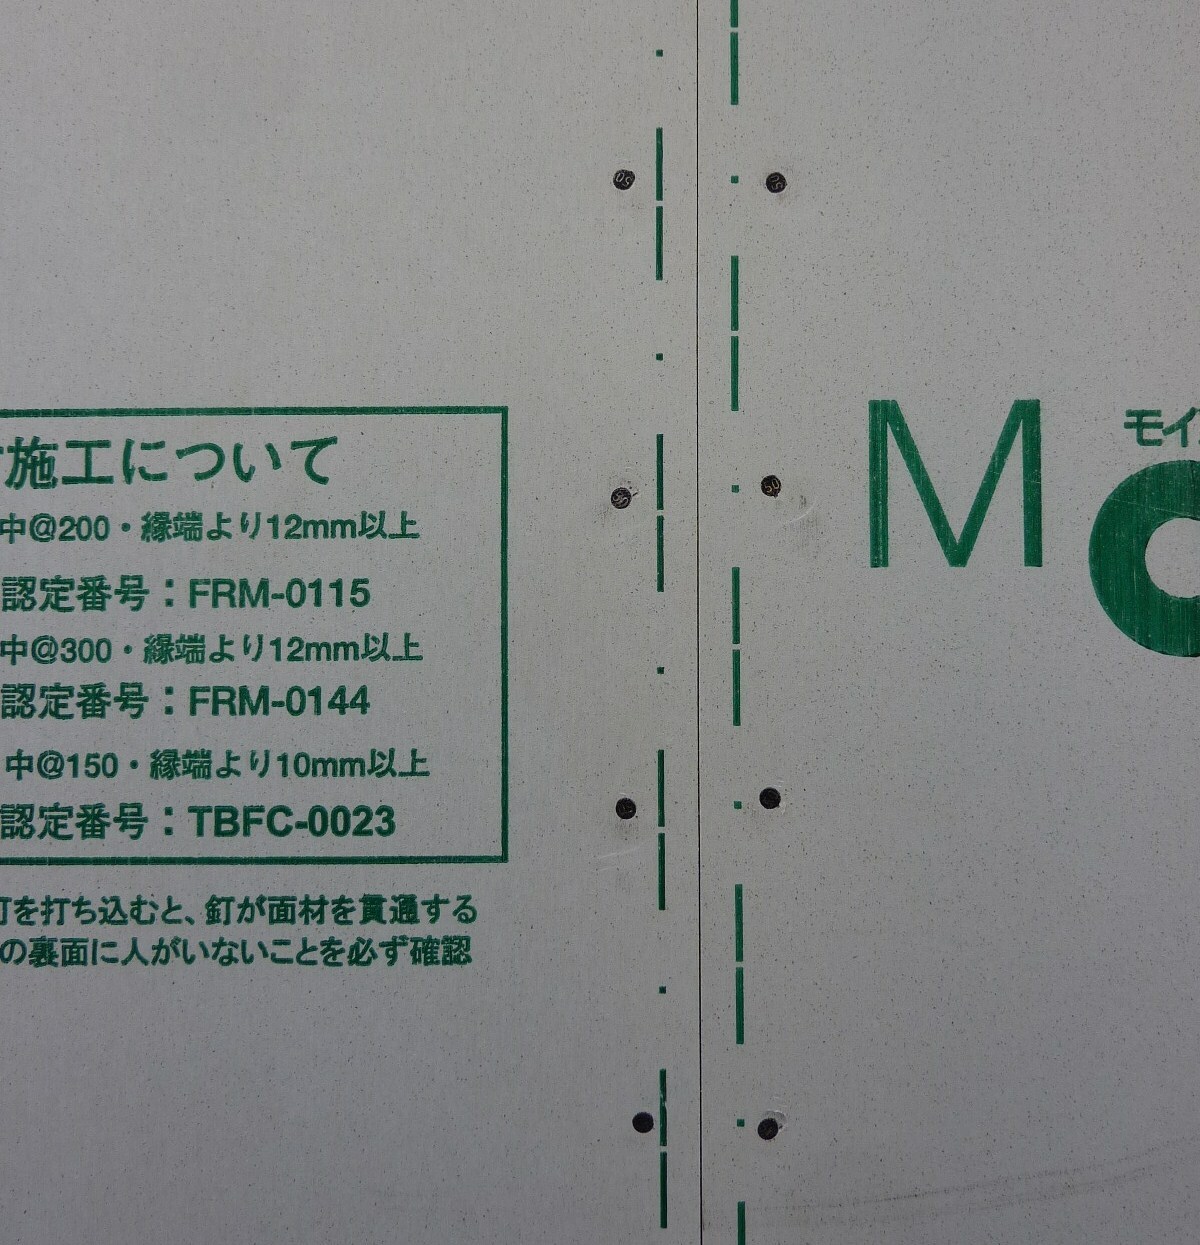 施工について
中@200・縁端より12mm以上
認定番号：FRM-0115
中@300・縁端より12mm以上
認定番号：FRM-0144
中@150・縁端より10mm以上
認定番号：TBFC-0023
を打ち込むと、釘が面材を貫通する
の裏面に人がいないことを必ず確認
モイ
M
50
50
50
50